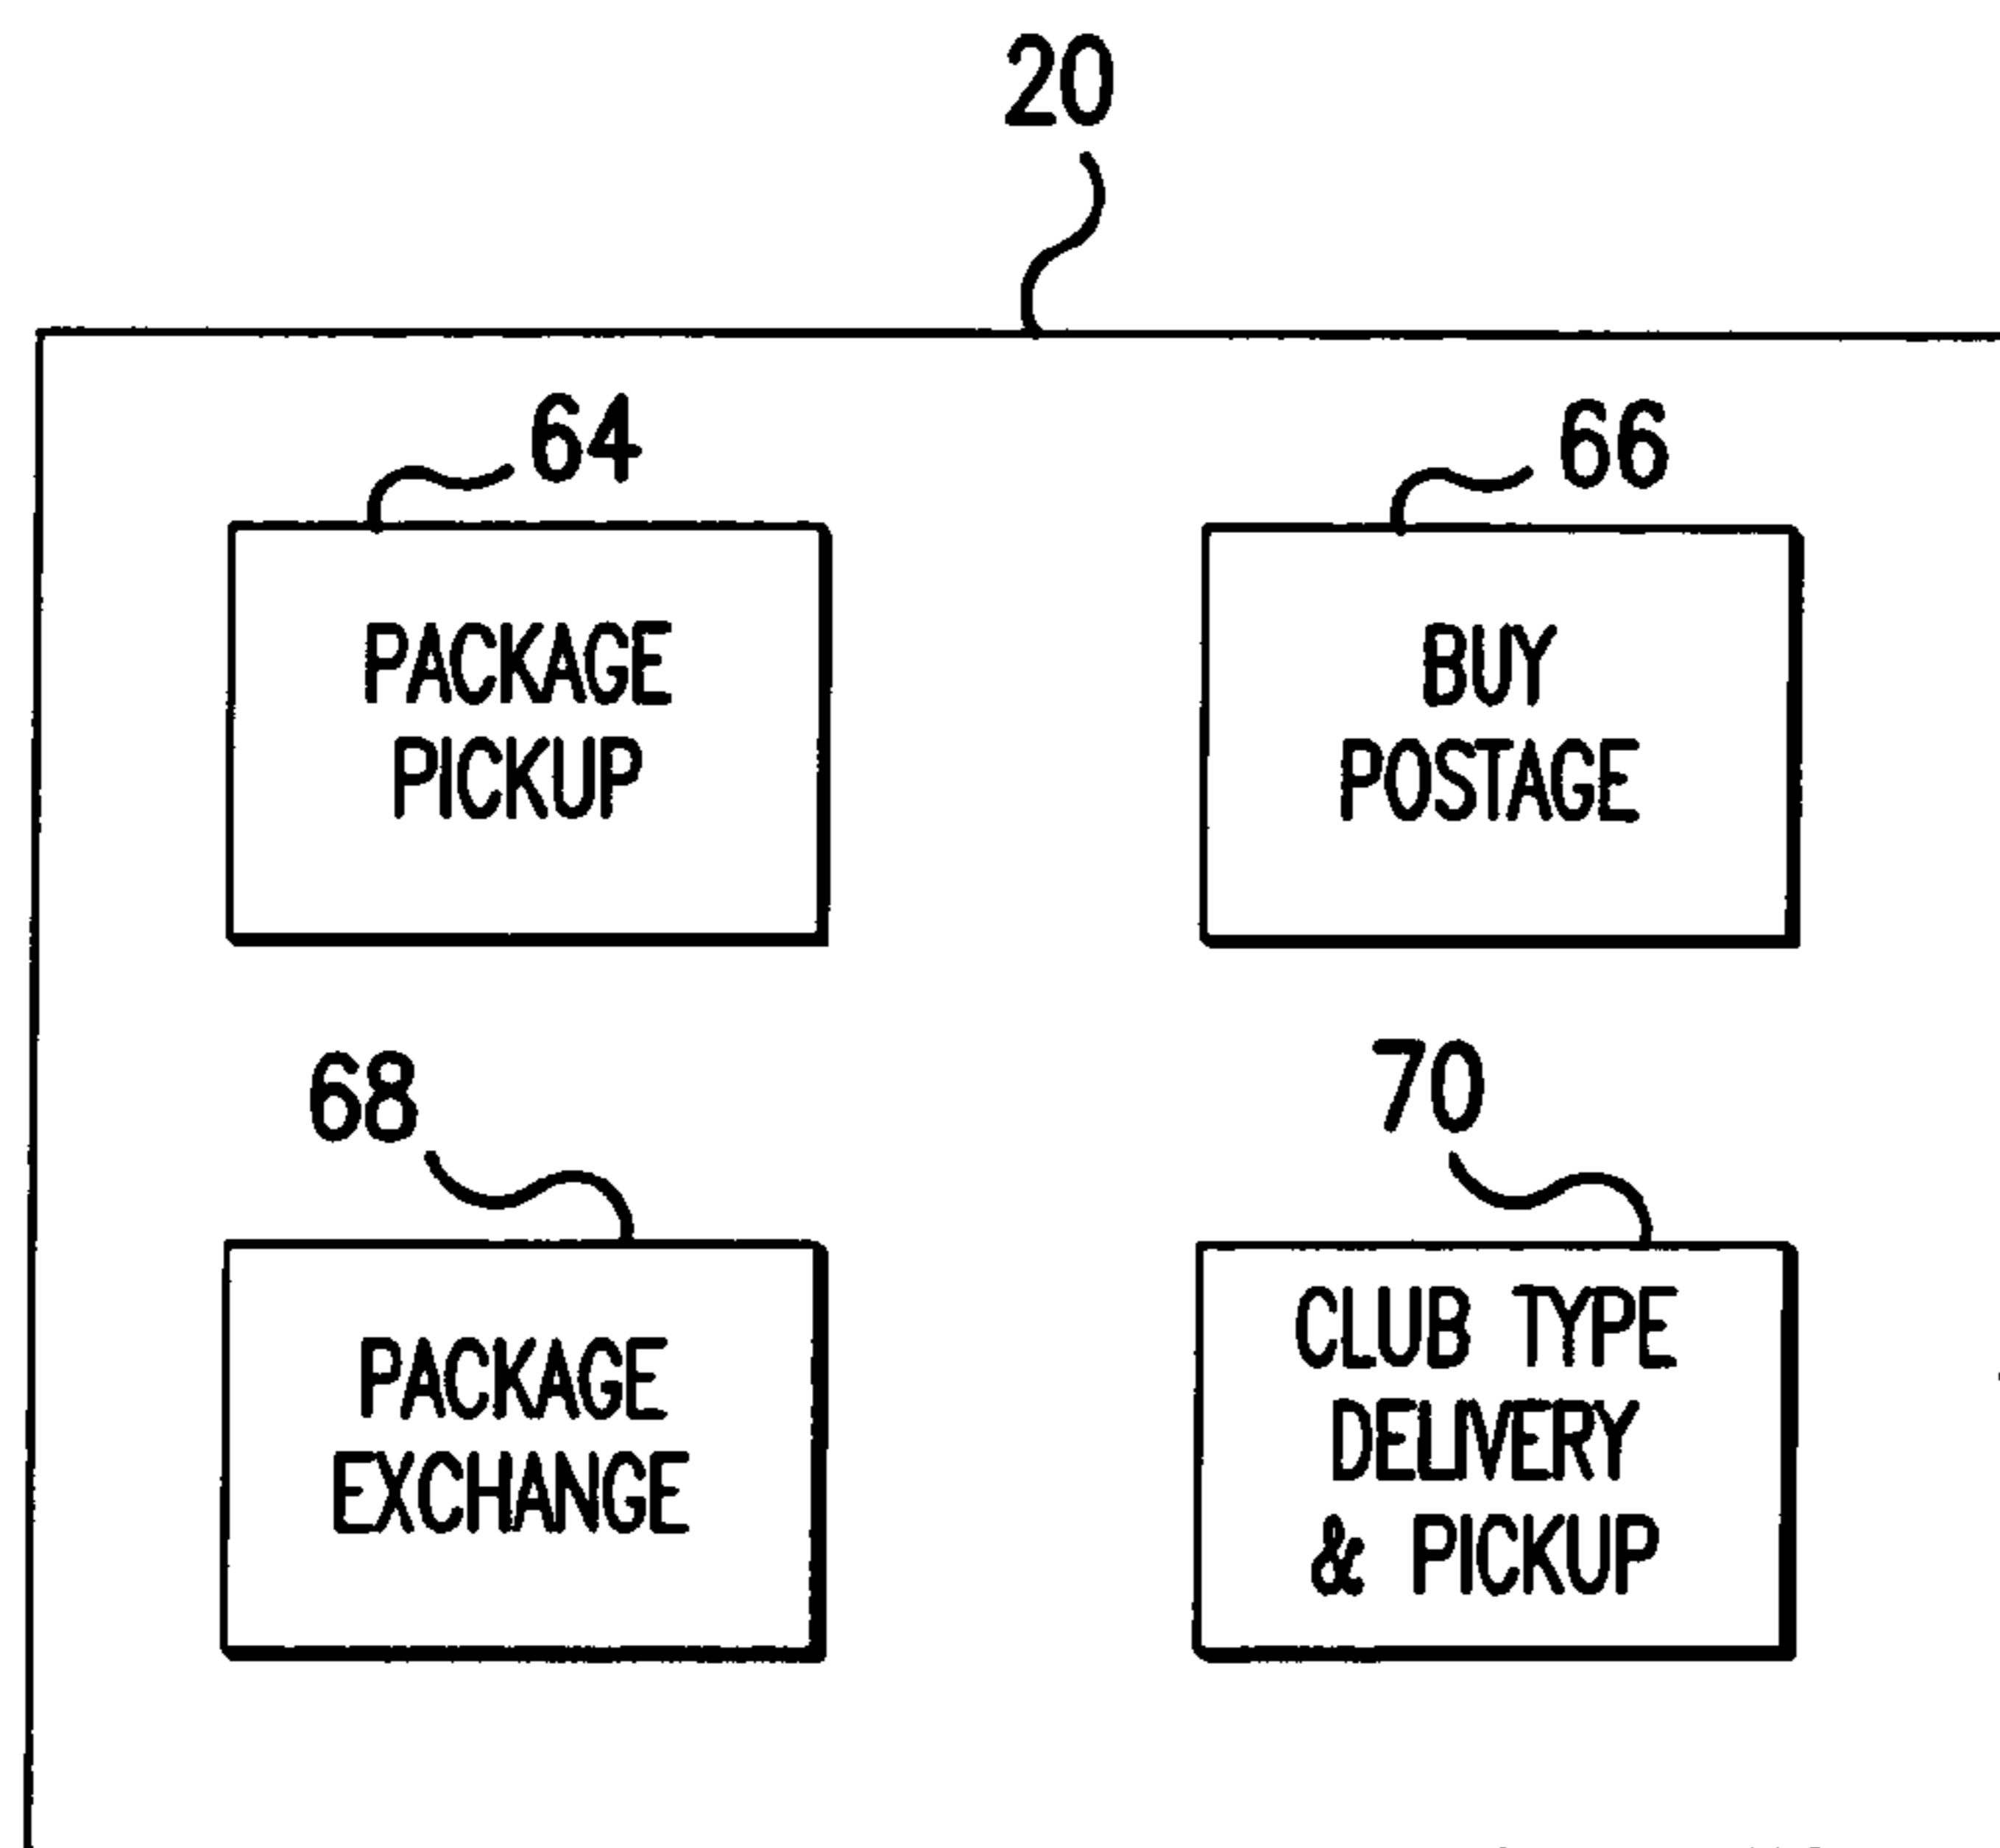 20
64
66
PACKAGE
PICKUP
BUY
POSTAGE
68
70
PACKAGE
EXCHANGE
CLUB TYPE
DELIVERY
& PICKUP